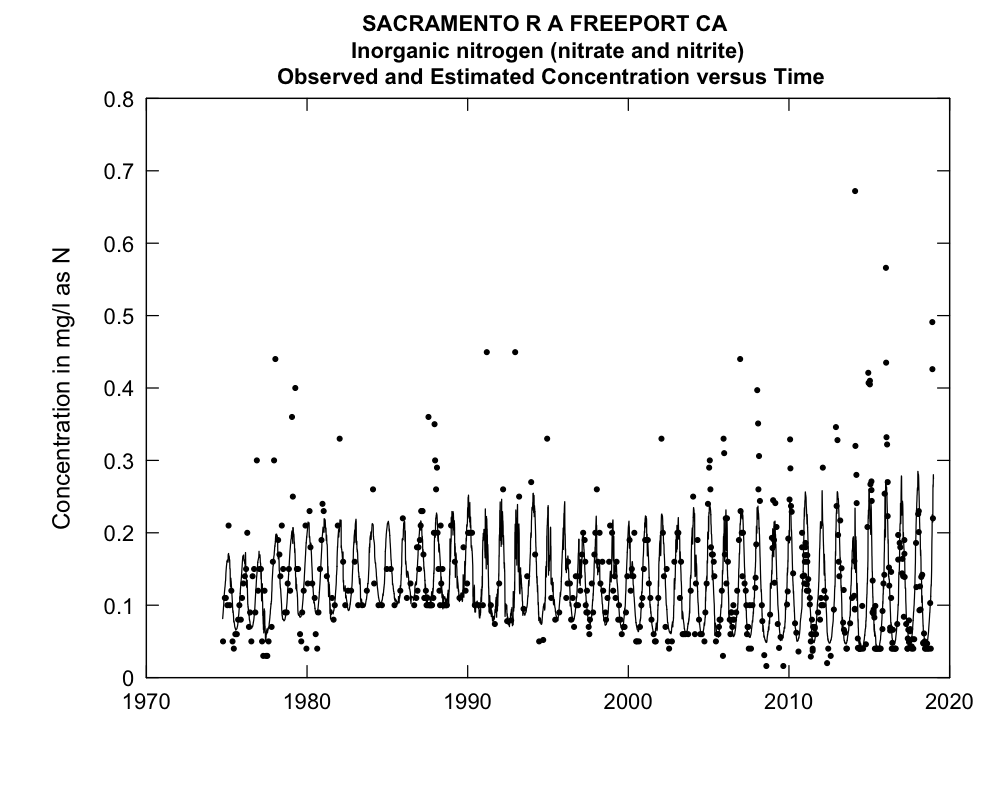 SACRAMENTO R A FREEPORT CA
Inorganic nitrogen (nitrate and nitrite)
Observed and Estimated Concentration versus Time
0.8
0.7
0.6
0.5
0.4
0.3
0.2
0.1
0
Concentration in mg/l as N
1970 1980 1990 2000 2010 2020